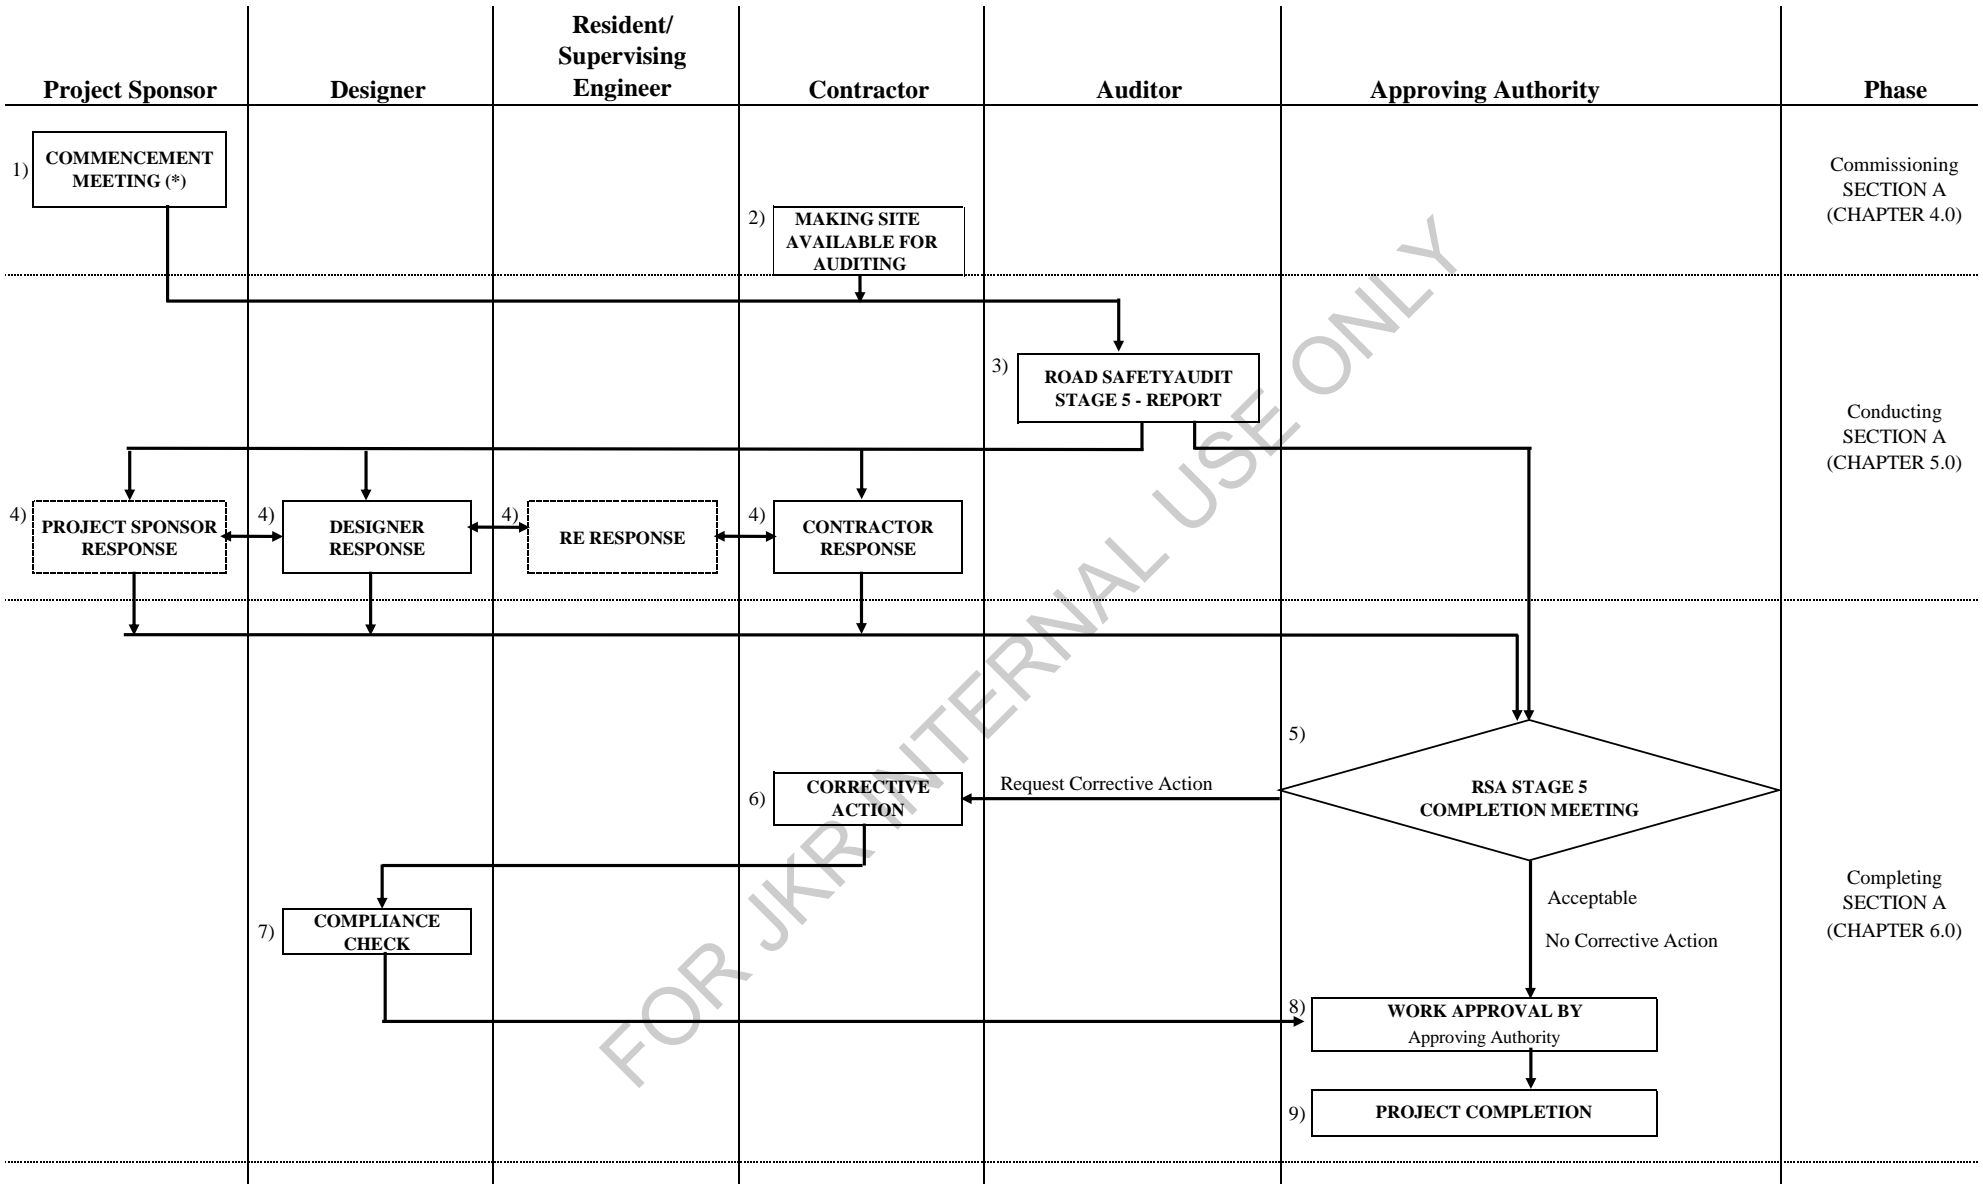 Resident/
Supervising
Engineer
Project Sponsor
Designer
Contractor
Auditor
Approving Authority
Phase
1)
COMMENCEMENT
MEETING (*)
Commissioning
SECTION A
(CHAPTER 4.0)
2)
MAKING SITE
AVAILABLE FOR
AUDITING
3)
ROAD SAFETYAUDIT
STAGE 5 - REPORT
Conducting
SECTION A
(CHAPTER 5.0)
4)
PROJECT SPONSOR
RESPONSE
4)
DESIGNER
RESPONSE
4)
RE RESPONSE
4)
CONTRACTOR
RESPONSE
5)
RSA STAGE 5
COMPLETION MEETING
Request Corrective Action
6)
CORRECTIVE
ACTION
7)
COMPLIANCE
CHECK
Acceptable
No Corrective Action
Completing
SECTION A
(CHAPTER 6.0)
8)
WORK APPROVAL BY
Approving Authority
9)
PROJECT COMPLETION
FOR JKR INTERNAL USE ONLY